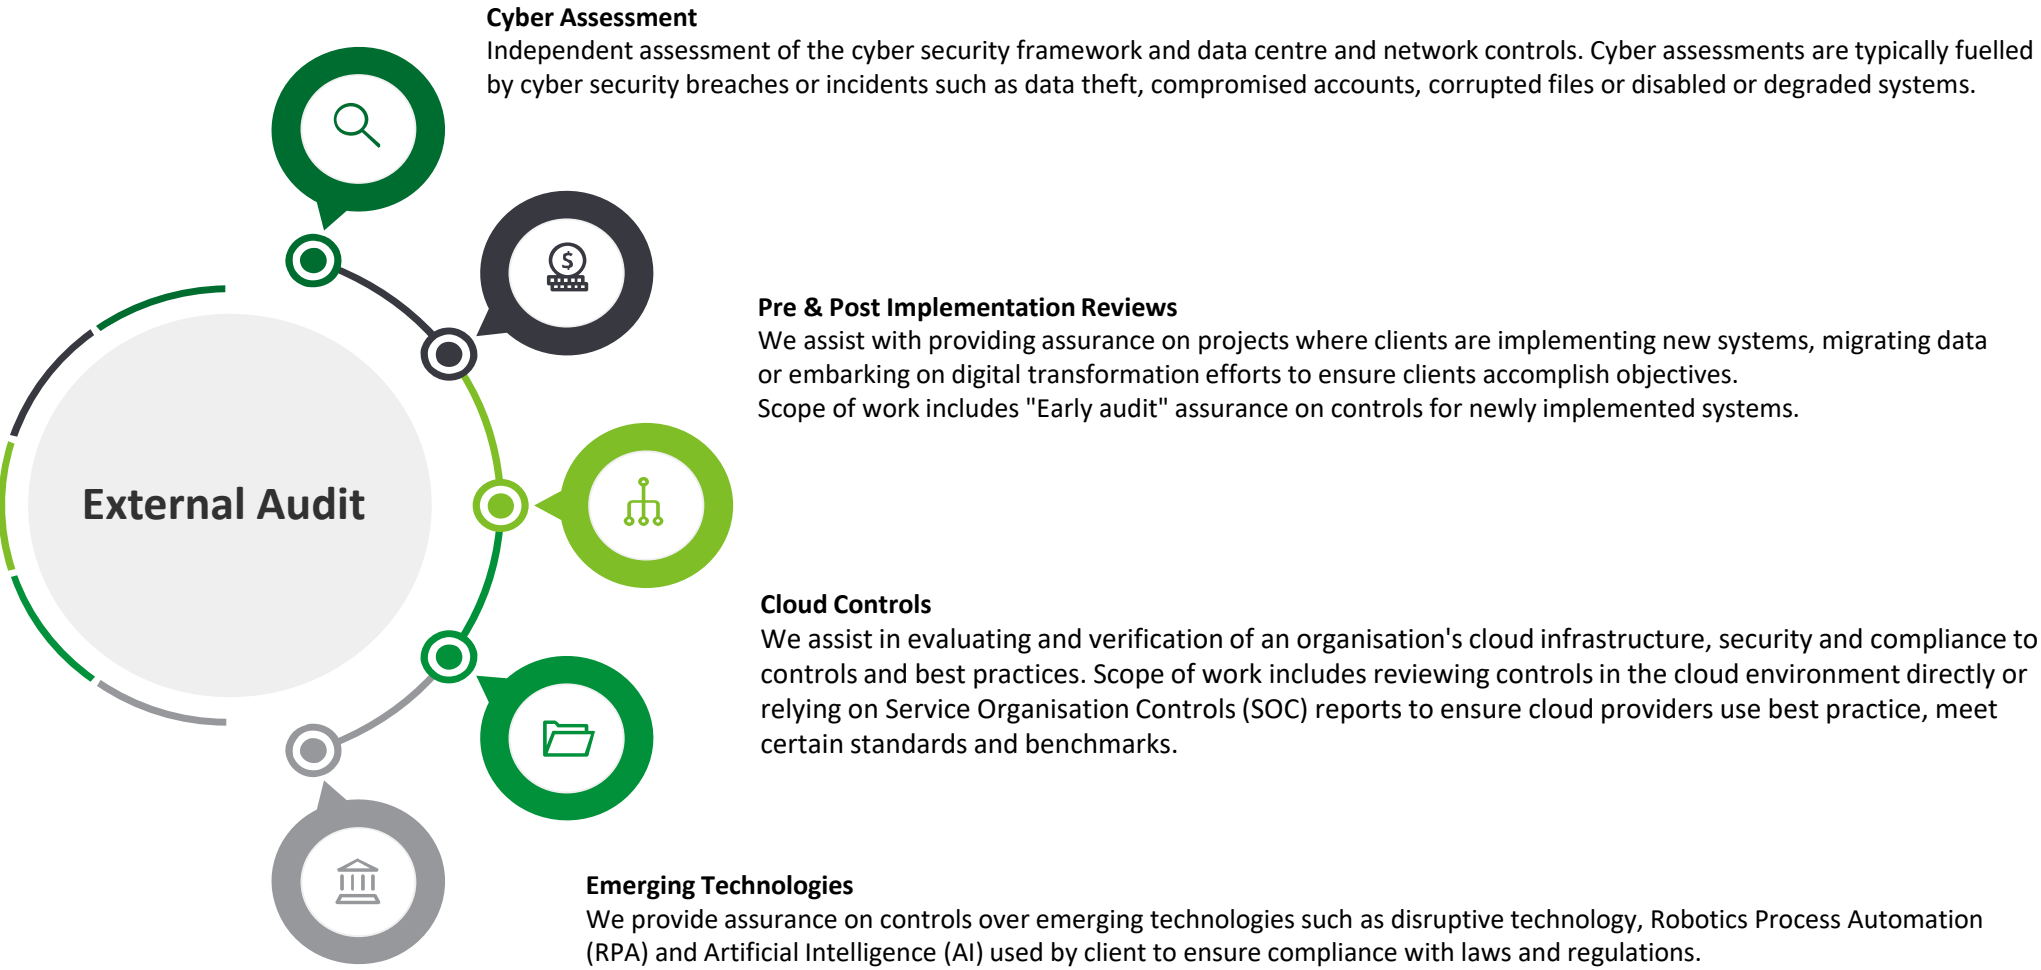 Cyber Assessment
Independent assessment of the cyber security framework and data centre and network controls. Cyber assessments are typically fuelled
by cyber security breaches or incidents such as data theft, compromised accounts, corrupted files or disabled or degraded systems.
$
Pre & Post Implementation Reviews
We assist with providing assurance on projects where clients are implementing new systems, migrating data
or embarking on digital transformation efforts to ensure clients accomplish objectives.
Scope of work includes "Early audit" assurance on controls for newly implemented systems.
External Audit
Cloud Controls
We assist in evaluating and verification of an organisation's cloud infrastructure, security and compliance to
controls and best practices. Scope of work includes reviewing controls in the cloud environment directly or
relying on Service Organisation Controls (SOC) reports to ensure cloud providers use best practice, meet
certain standards and benchmarks.
Emerging Technologies
We provide assurance on controls over emerging technologies such as disruptive technology, Robotics Process Automation
(RPA) and Artificial Intelligence (AI) used by client to ensure compliance with laws and regulations.